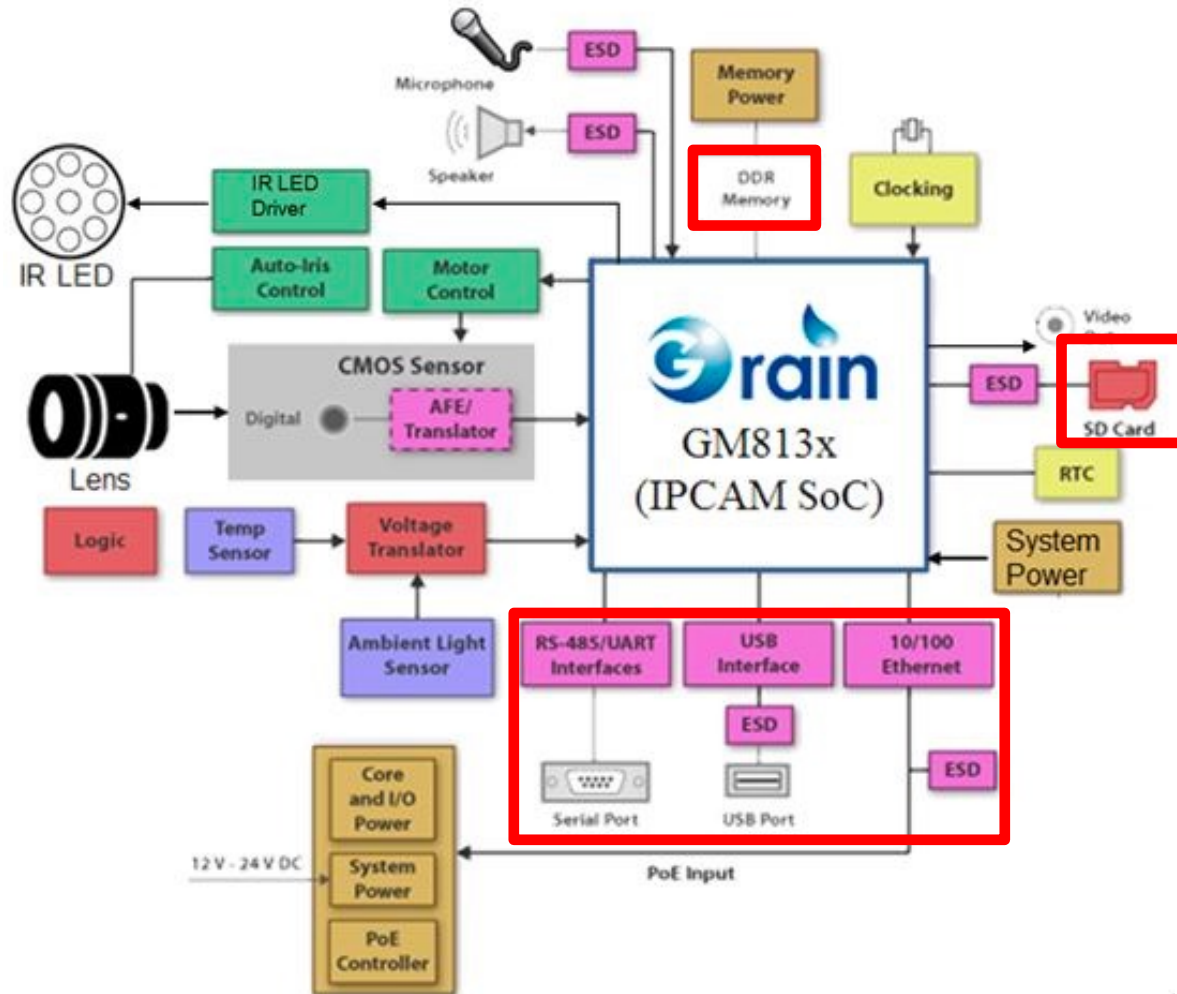 ESD
Microphone
Memory
Power
ESD
Speaker
DDR
Memory
Clocking
IR LED
Driver
IR LED
Auto-Iris
Control
Motor
Control
Video
CMOS Sensor
Digital
AFE/
Translator
Grain
GM813x
(IPCAM SoC)
ESD
SD Card
Lens
RTC
Logic
Temp
Sensor
Voltage
Translator
System
Power
Ambient Light
Sensor
RS-485/UART
Interfaces
USB
Interface
10/100
Ethernet
ESD
ESD
Serial Port
USB Port
Core
and I/O
Power
12 V - 24 V DC
System
Power
PoE Input
PoE
Controller